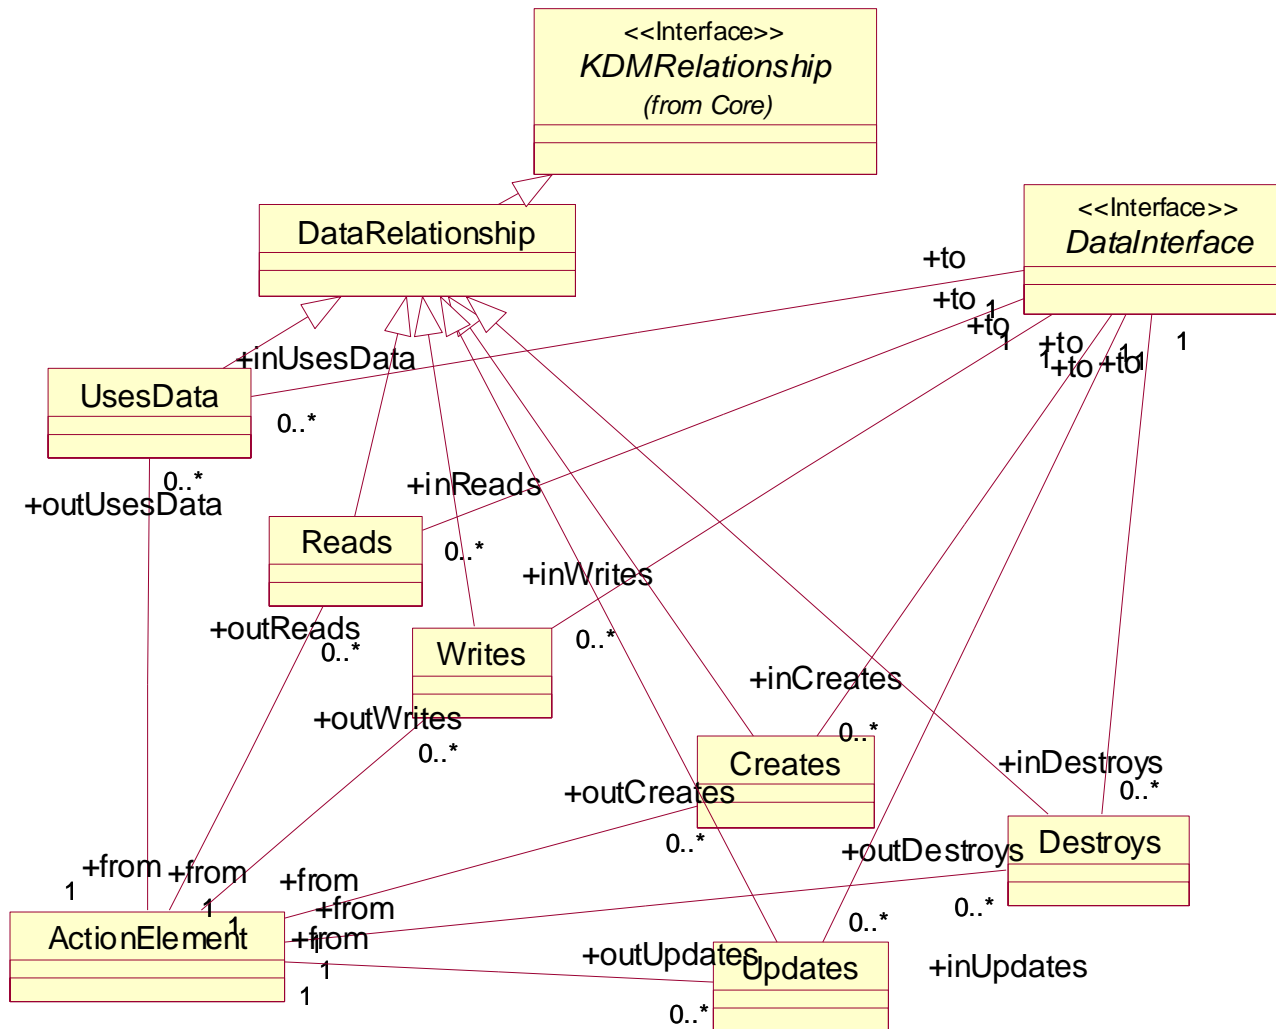 <<Interface>>
KDMRelationship
(from Core)
<<Interface>>
DataInterface
DataRelationship
+to
+to
1
+to
1
+to
1
+to
1
+to
1
1
+inUsesData
UsesData
0..*
0..*
+outUsesData
+inReads
Reads
0..*
+outReads
0..*
+inWrites
Writes
0..*
+outWrites
0..*
+inCreates
0..*
Creates
+outCreates
0..*
+inDestroys
0..*
Destroys
+outDestroys
0..*
0..*
+from
1
+from
1
+from
1
+from
1
+from
1
1
ActionElement
+outUpdates
Updates
+inUpdates
0..*